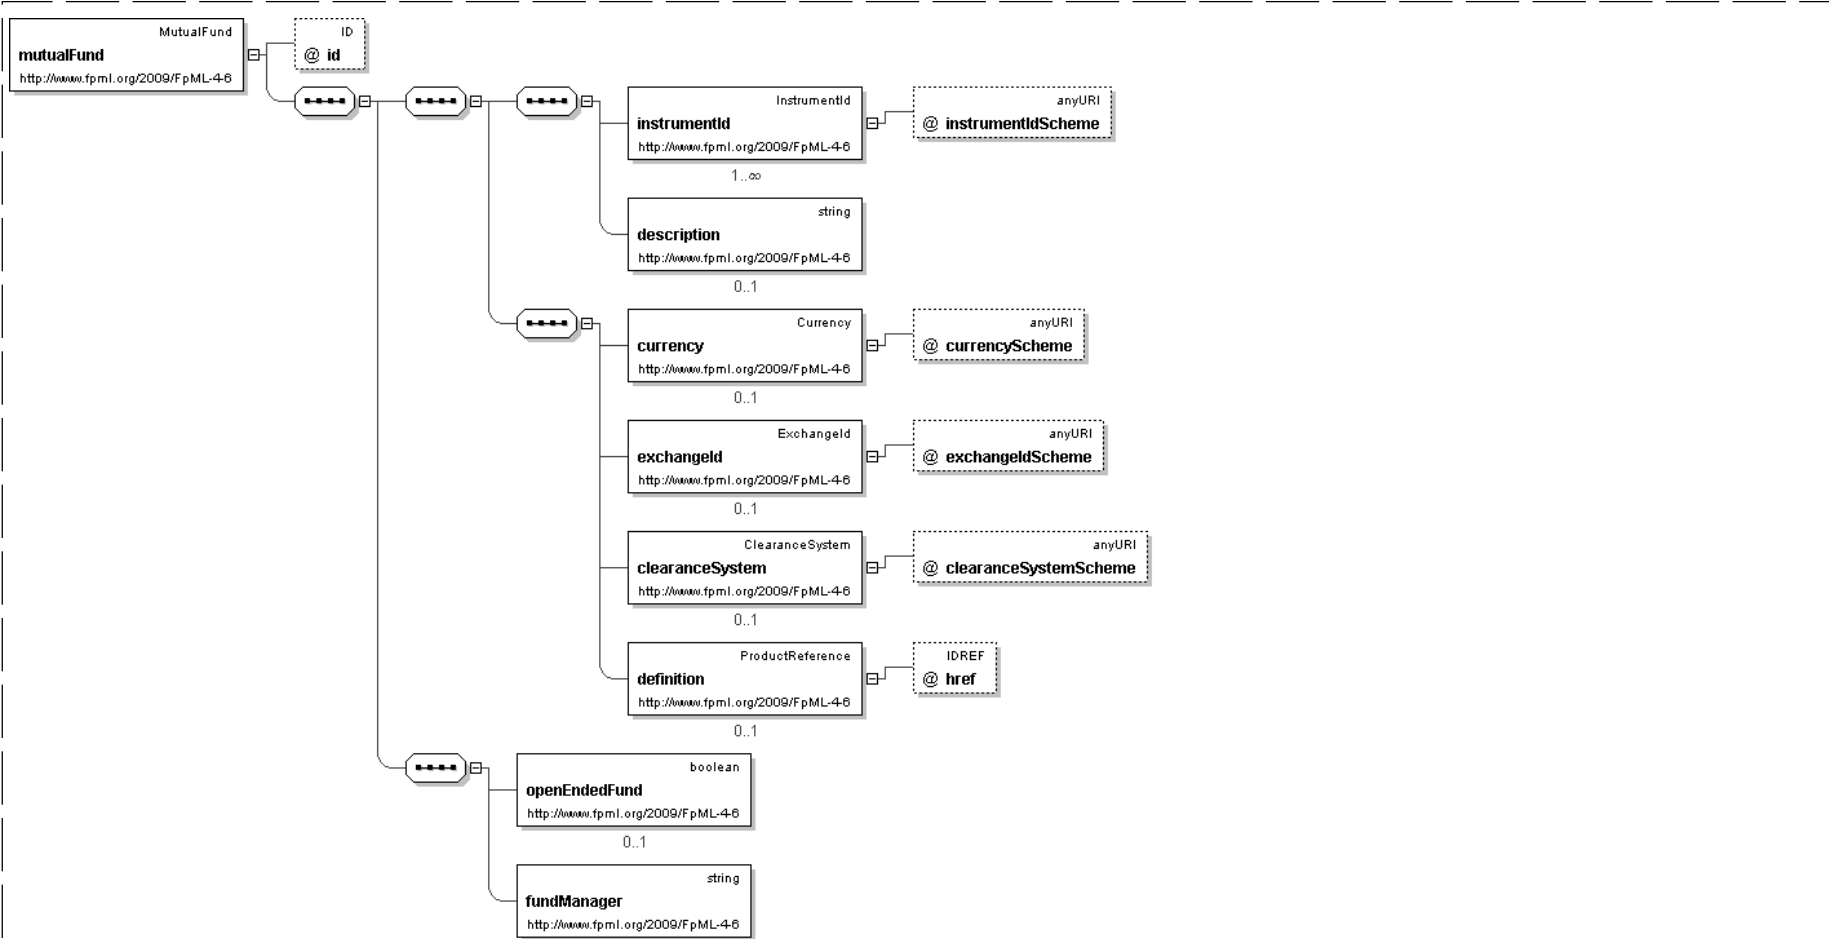 MutualFund
mutualFund
http://www.fpml.org/2009/FpML-4-6
ID
@ id
InstrumentId
instrumentId
http://www.fpml.org/2009/FpML-4-6
1..∞
anyURI
@ instrumentIdScheme
string
description
http://www.fpml.org/2009/FpML-4-6
0..1
Currency
currency
http://www.fpml.org/2009/FpML-4-6
0..1
anyURI
@ currencyScheme
ExchangeId
exchangeId
http://www.fpml.org/2009/FpML-4-6
0..1
anyURI
@ exchangeIdScheme
ClearanceSystem
clearanceSystem
http://www.fpml.org/2009/FpML-4-6
0..1
anyURI
@ clearanceSystemScheme
ProductReference
definition
http://www.fpml.org/2009/FpML-4-6
0..1
IDREF
@ href
boolean
openEndedFund
http://www.fpml.org/2009/FpML-4-6
0..1
string
fundManager
http://www.fpml.org/2009/FpML-4-6